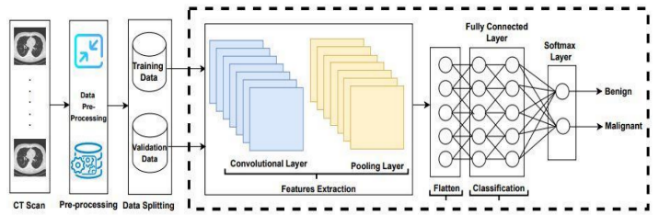 Fully Connected
Layer
Softmax
Layer
Training
Data
Data
Pre-
Processing
Validation
Data
Benign
Malignant
Convolutional Layer
Pooling Layer
Features Extraction
Flatten
Classification
CT Scan
Pre-processing
Data Splitting